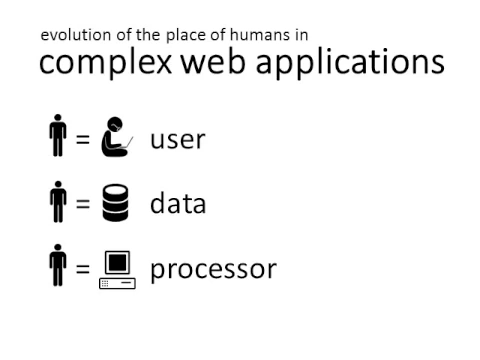 evolution of the place of humans in
complex web applications
= user
= data
= processor